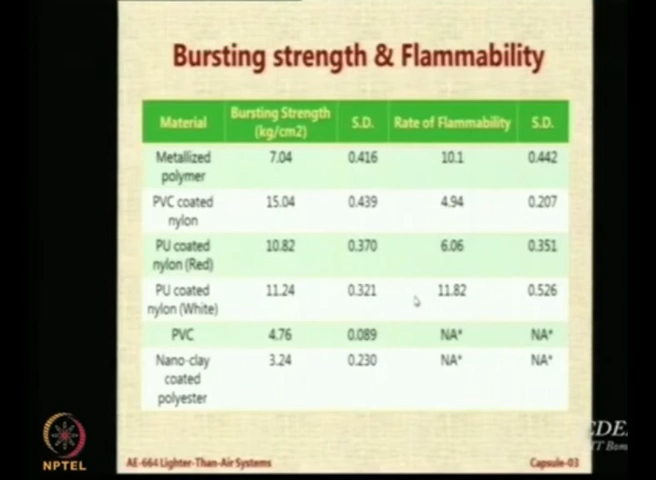 Bursting strength & Flammability
Material Bursting Strength (kg/cm2) S.D. Rate of Flammability S.D.
Metallized polymer 7.04 0.416 10.1 0.442
PVC coated nylon 15.04 0.439 4.94 0.207
PU coated nylon (Red) 10.82 0.370 6.06 0.351
PU coated nylon (White) 11.24 0.321 11.82 0.526
PVC 4.76 0.089 NA* NA*
Nano-clay coated polyester 3.24 0.230 NA* NA*
NPTEL
AE-664 Lighter-Than-Air Systems Capsule-03